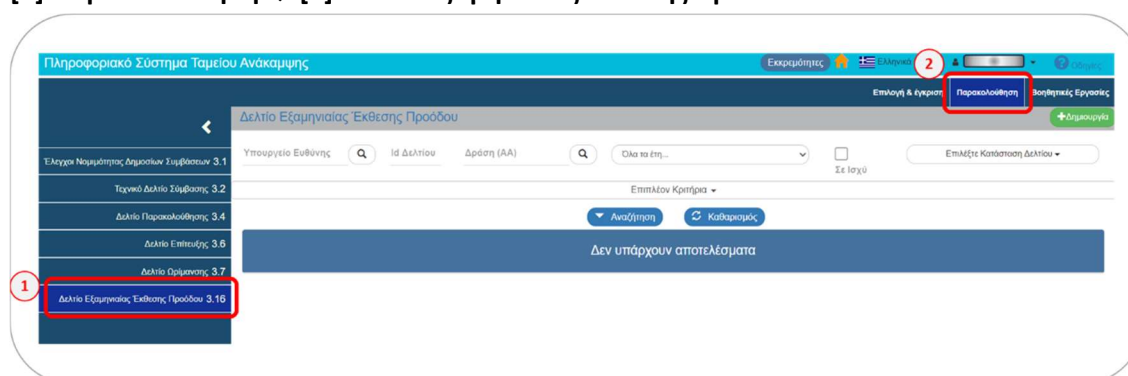 Πληροφοριακό Σύστημα Ταμείου Ανάκαμψης
Εκκρεμότητες Ελληνικά 2 Οδηγίες
Επιλογή & έγκριση Παρακολούθηση Βοηθητικές Εργασίες
Δελτίο Εξαμηνιαίας Έκθεσης Προόδου
+Δημιουργία
Υπουργείο Ευθύνης Id Δελτίου Δράση (ΑΑ) Όλα τα έτη... Σε Ισχύ Επιλέξτε Κατάσταση Δελτίου
Έλεγχοι Νομιμότητας Δημοσίων Συμβάσεων 3.1
Τεχνικό Δελτίο Σύμβασης 3.2
Επιπλέον Κριτήρια
Δελτίο Παρακολούθησης 3.4
Αναζήτηση Καθαρισμός
Δελτίο Επίτευξης 3.6
Δεν υπάρχουν αποτελέσματα
Δελτίο Ωρίμανσης 3.7
1
Δελτίο Εξαμηνιαίας Έκθεσης Προόδου 3.16